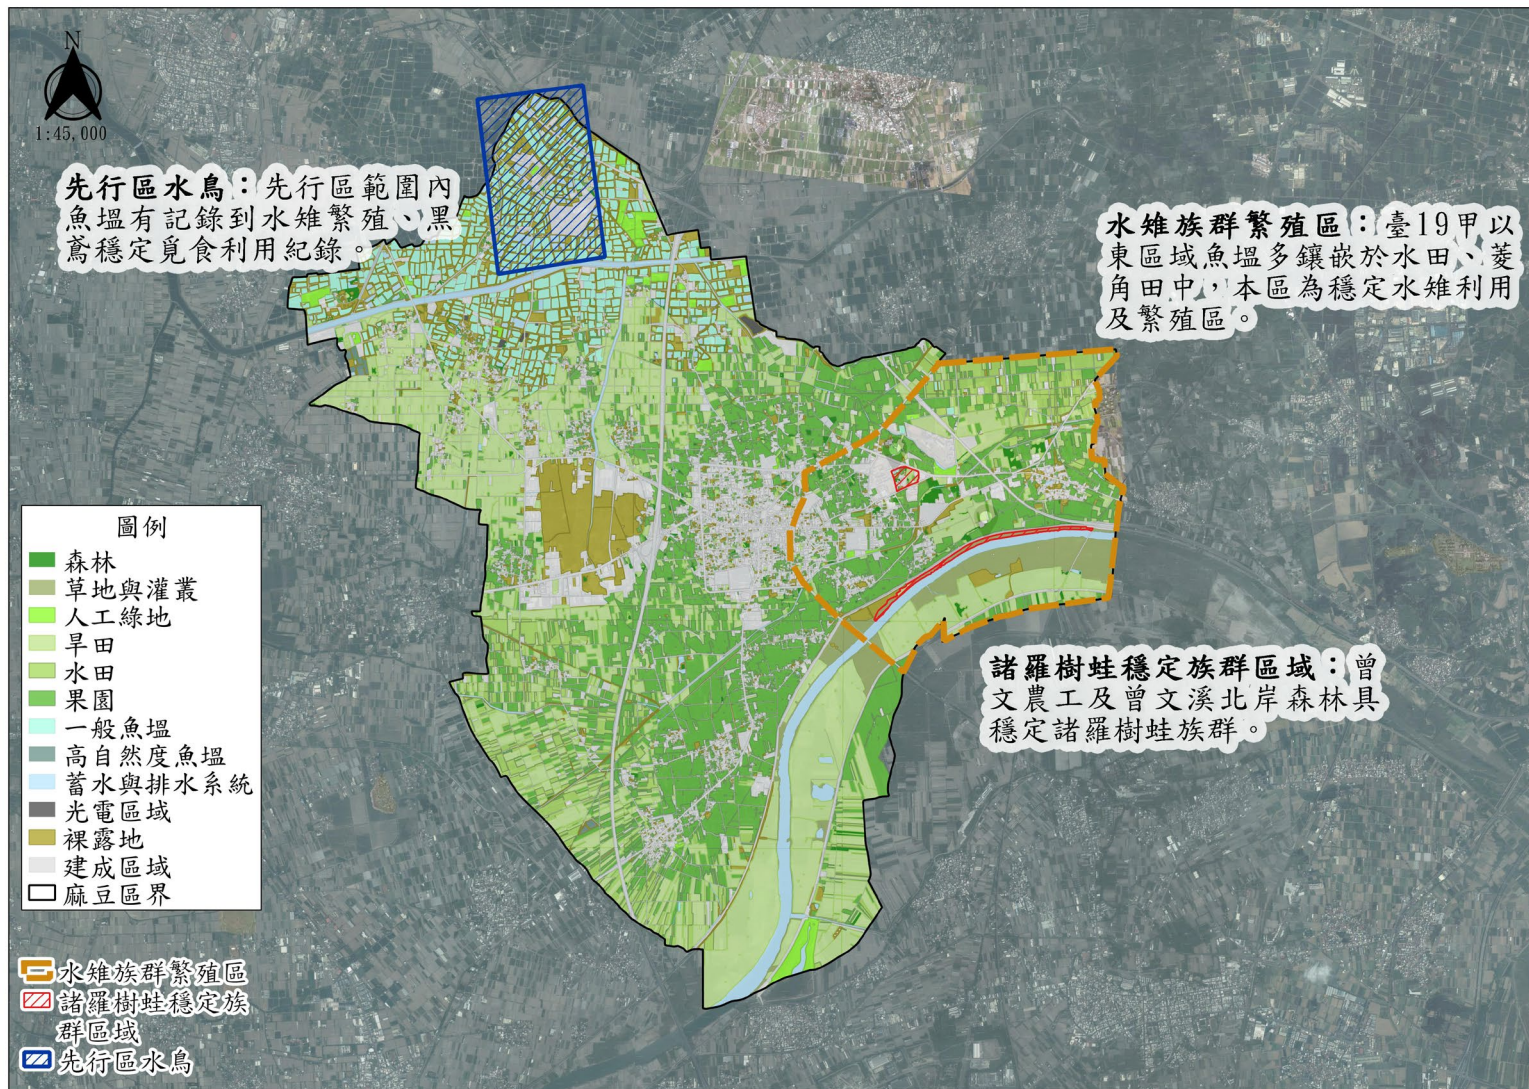 N
1:45,000
先行區水鳥：先行區範圍內
魚塭有記錄到水雉繁殖、黑
鳶穩定覓食利用紀錄。
水雉族群繁殖區：臺19甲以
東區域魚塭多鑲嵌於水田、菱
角田中，本區為穩定水雉利用
及繁殖區。
諸羅樹蛙穩定族群區域：曾
文農工及曾文溪北岸森林具
穩定諸羅樹蛙族群。
圖例
森林
草地與灌叢
人工綠地
旱田
水田
果園
一般魚塭
高自然度魚塭
蓄水與排水系統
光電區域
裸露地
建成區域
麻豆區界
水雉族群繁殖區
諸羅樹蛙穩定族
群區域
先行區水鳥